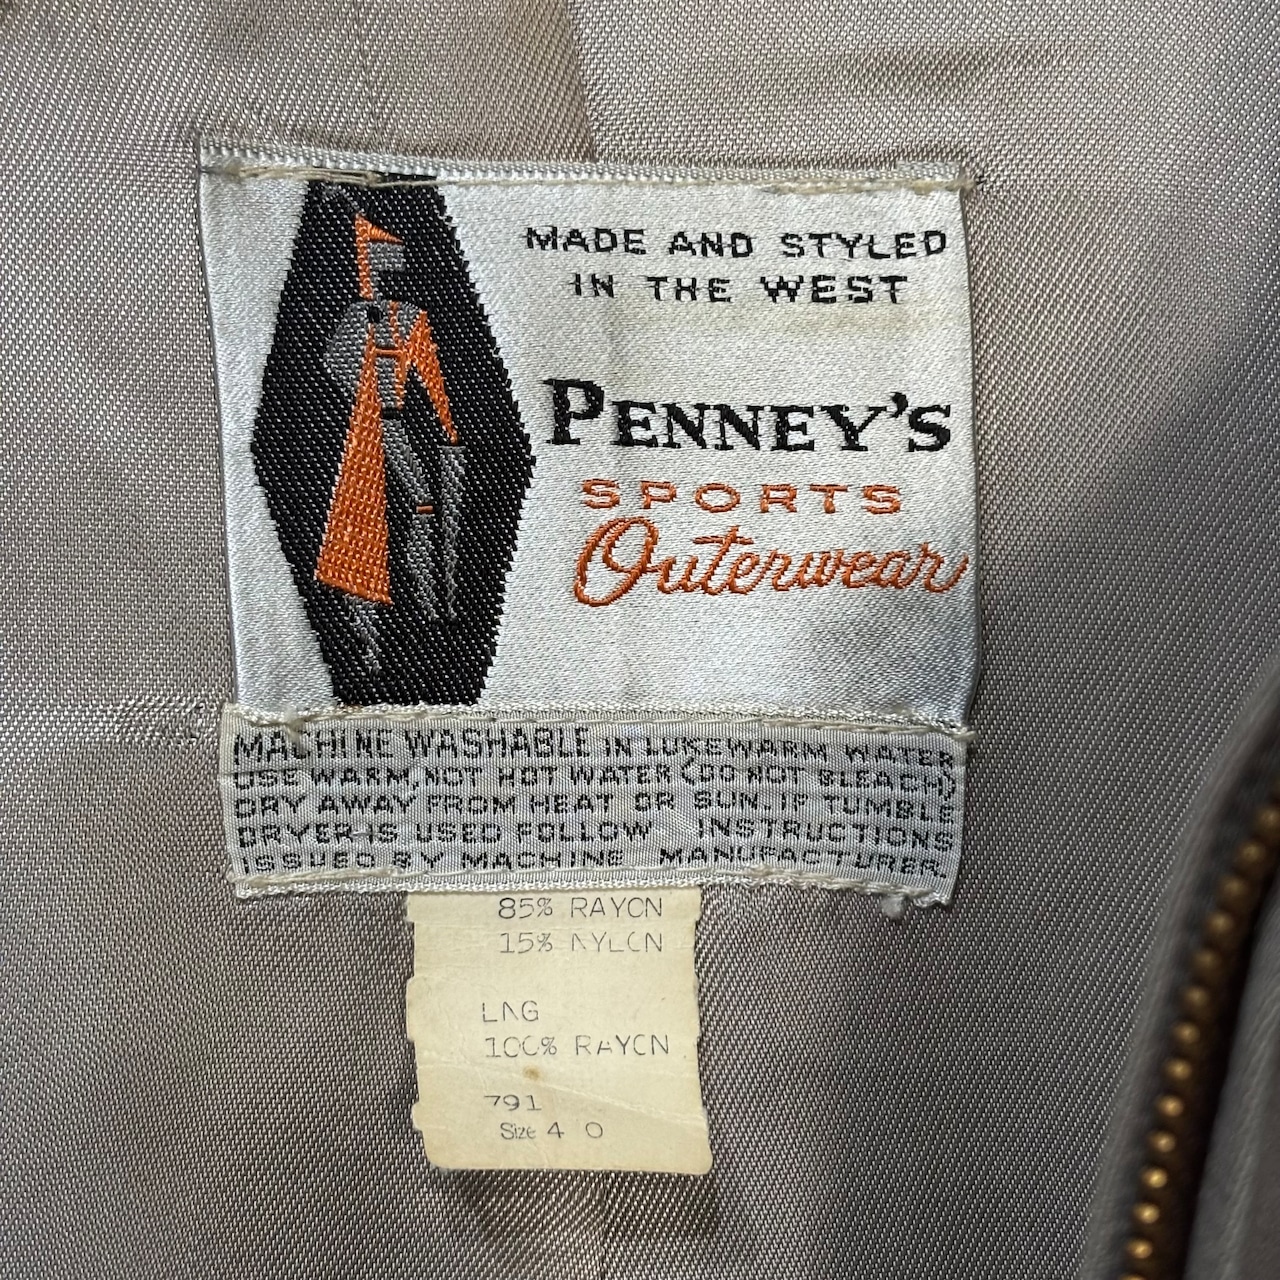 MADE AND STYLED
IN THE WEST
PENNEY'S
SPORTS
Outerwear
MACHINE WASHABLE IN LUKEWARM WATER
USE WARM, NOT HOT WATER (DO NOT BLEACH)
DRY AWAY FROM HEAT OR SUN. IF TUMBLE
DRYER IS USED FOLLOW INSTRUCTIONS
ISSUED BY MACHINE MANUFACTURER.
85% RAYON
15% NYLON
LNG
100% RAYON
791
Size 4 0